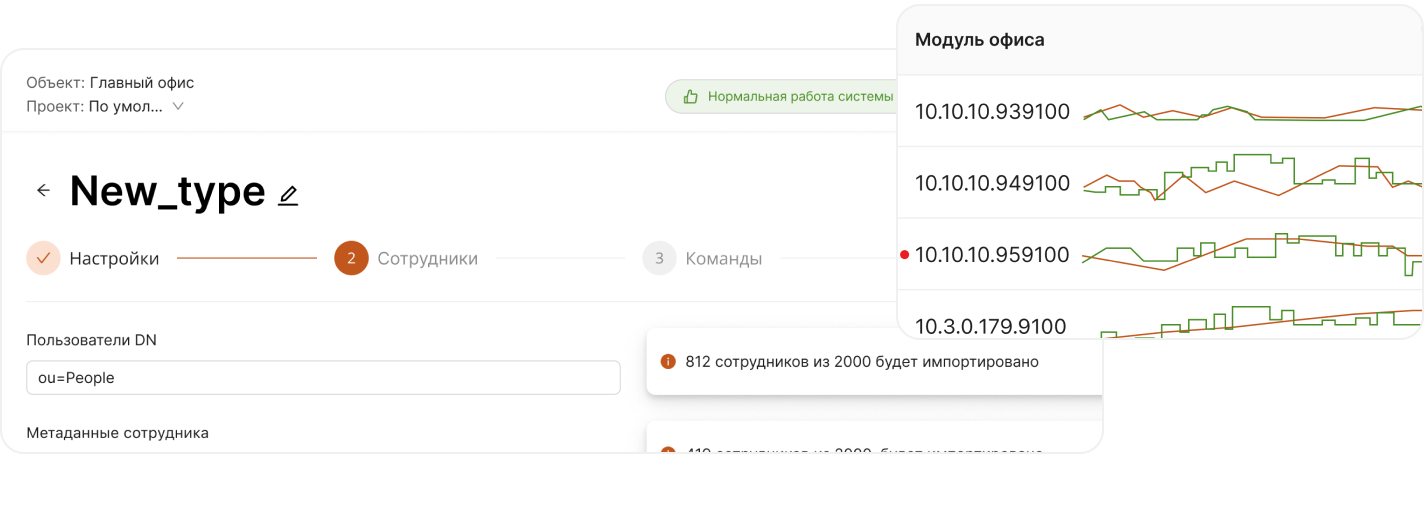 Объект: Главный офис
Проект: По умол...
Нормальная работа системы
New_type
Настройки
2 Сотрудники
3 Команды
Пользователи DN
ou=People
812 сотрудников из 2000 будет импортировано
Метаданные сотрудника
Модуль офиса
10.10.10.939100
10.10.10.949100
10.10.10.959100
10.3.0.179.9100